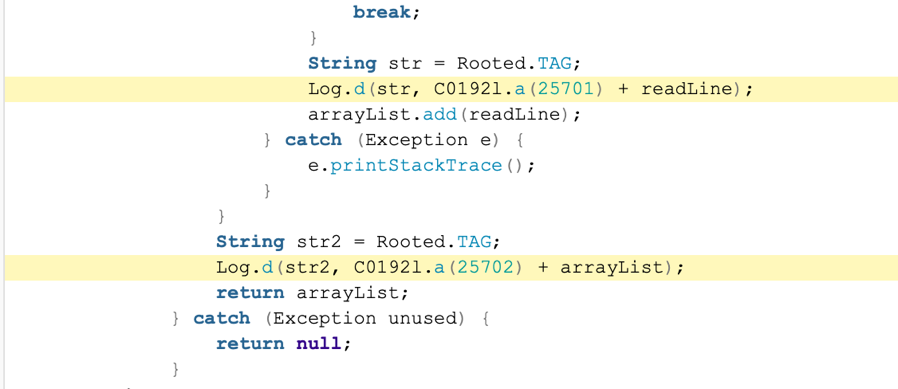 break;
}
String str = Rooted.TAG;
Log.d(str, C0192l.a(25701) + readLine);
arrayList.add(readLine);
} catch (Exception e) {
e.printStackTrace();
}
}
String str2 = Rooted.TAG;
Log.d(str2, C0192l.a(25702) + arrayList);
return arrayList;
} catch (Exception unused) {
return null;
}